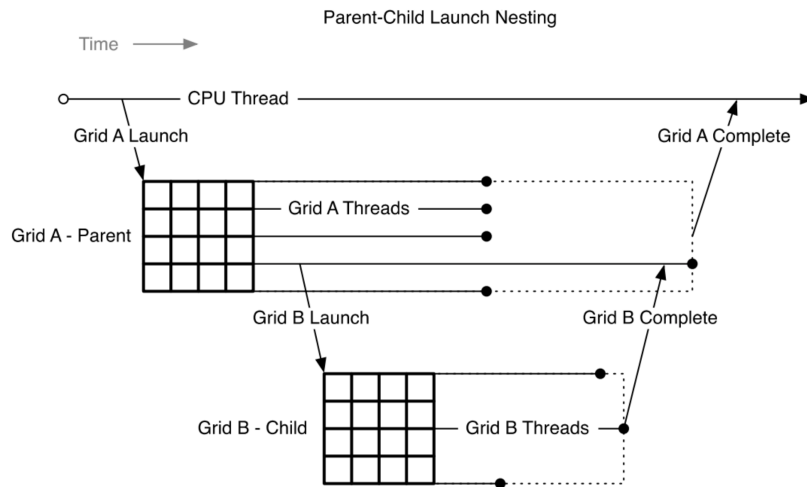 Parent-Child Launch Nesting
Time
CPU Thread
Grid A Launch
Grid A Complete
Grid A Threads
Grid A - Parent
Grid B Launch
Grid B Complete
Grid B - Child
Grid B Threads